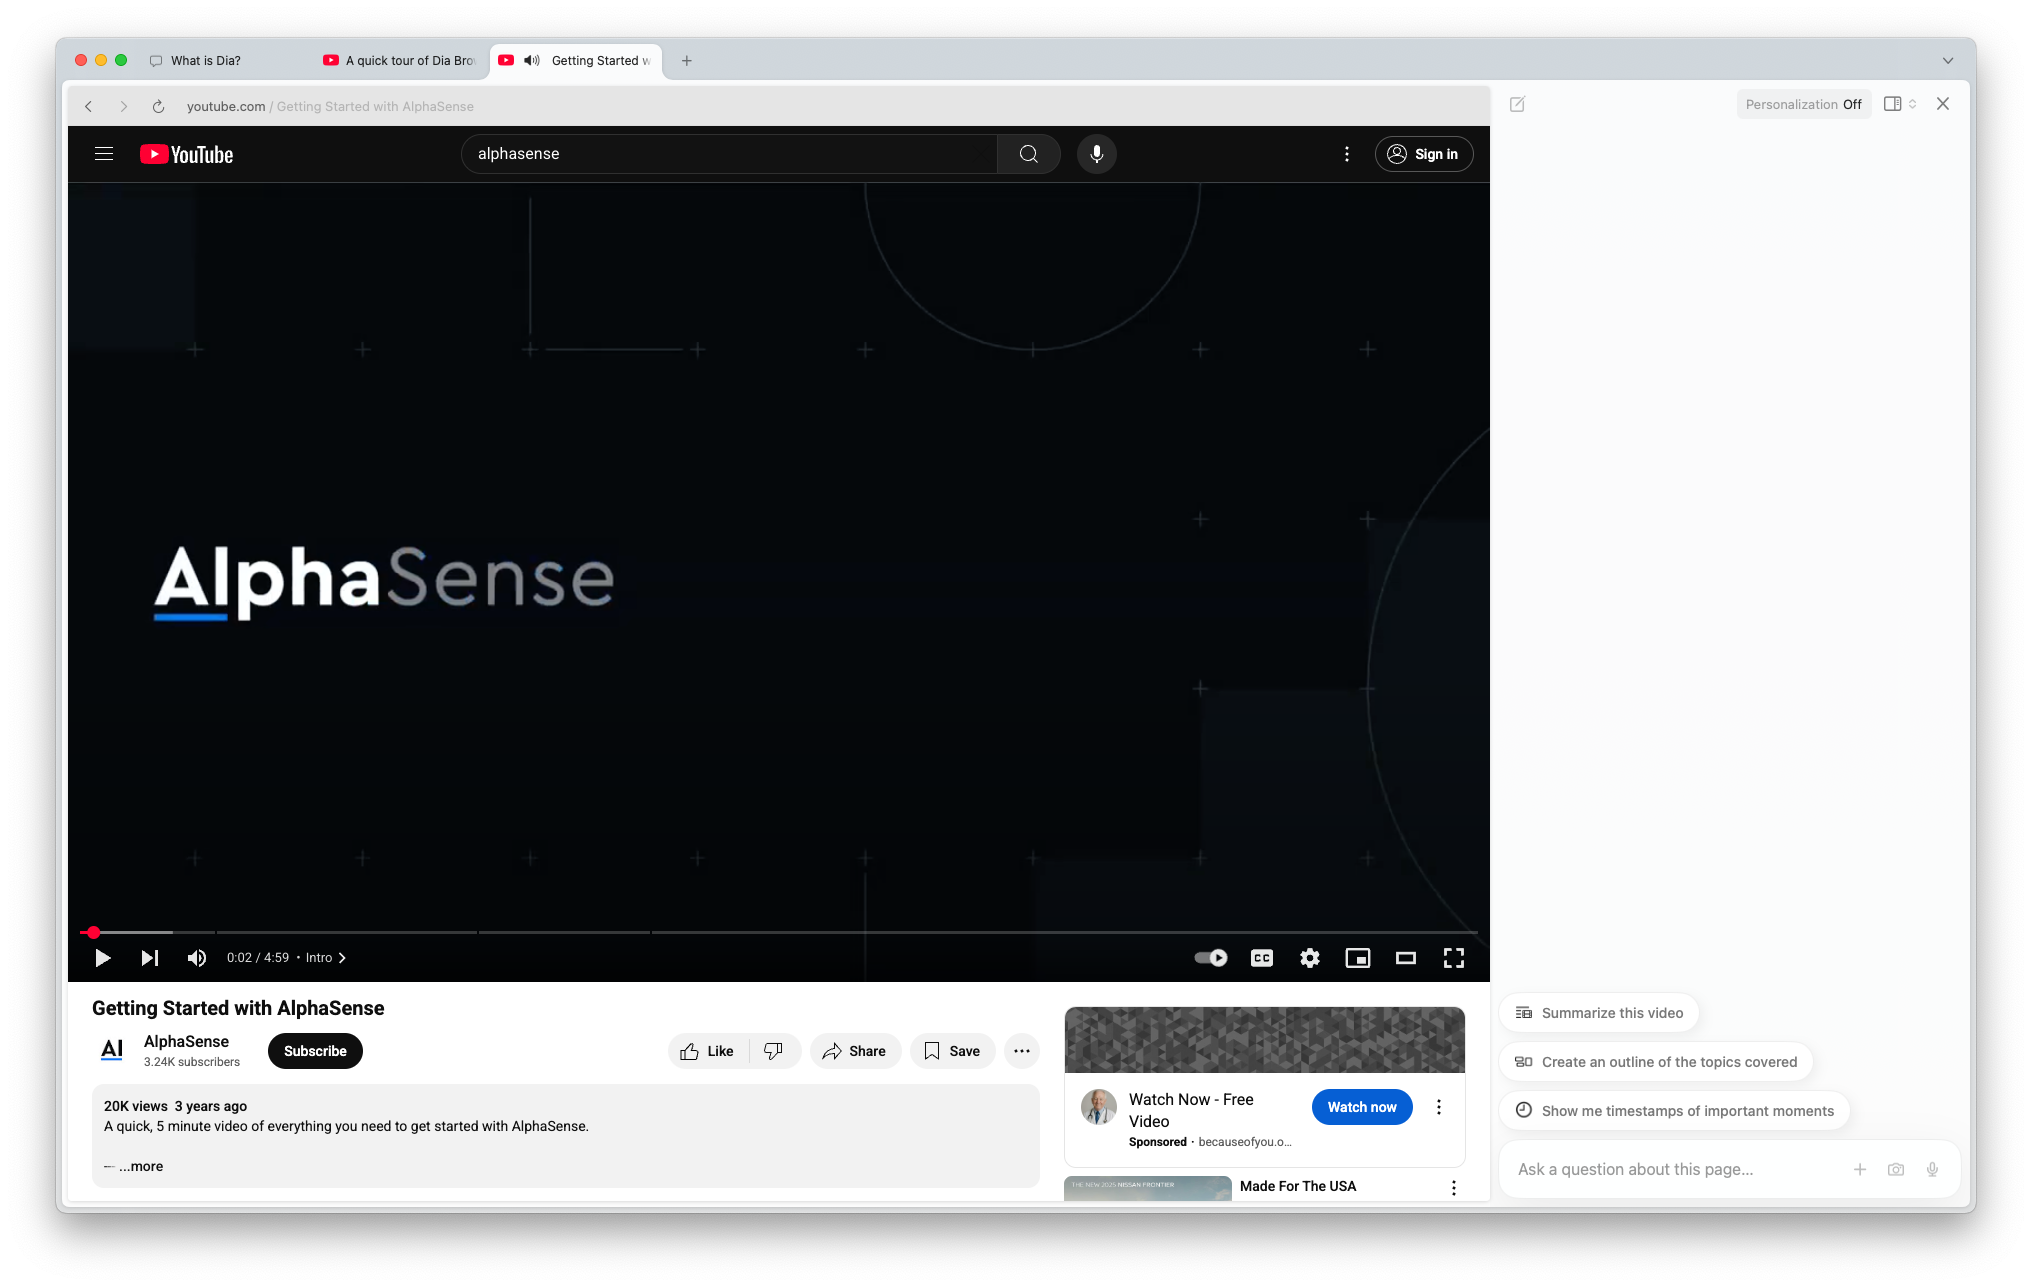 What is Dia?
A quick tour of Dia Bro
Getting Started w
youtube.com / Getting Started with AlphaSense
Personalization Off
YouTube
alphasense
Sign in
AlphaSense
0:02 / 4:59 • Intro
CC
Getting Started with AlphaSense
AI
AlphaSense
3.24K subscribers
Subscribe
Like
Share
Save
20K views 3 years ago
A quick, 5 minute video of everything you need to get started with AlphaSense.
— ...more
Watch Now - Free
Video
Sponsored · becauseofyou.o...
Watch now
THE NEW 2025 NISSAN FRONTIER
Made For The USA
Summarize this video
Create an outline of the topics covered
Show me timestamps of important moments
Ask a question about this page...